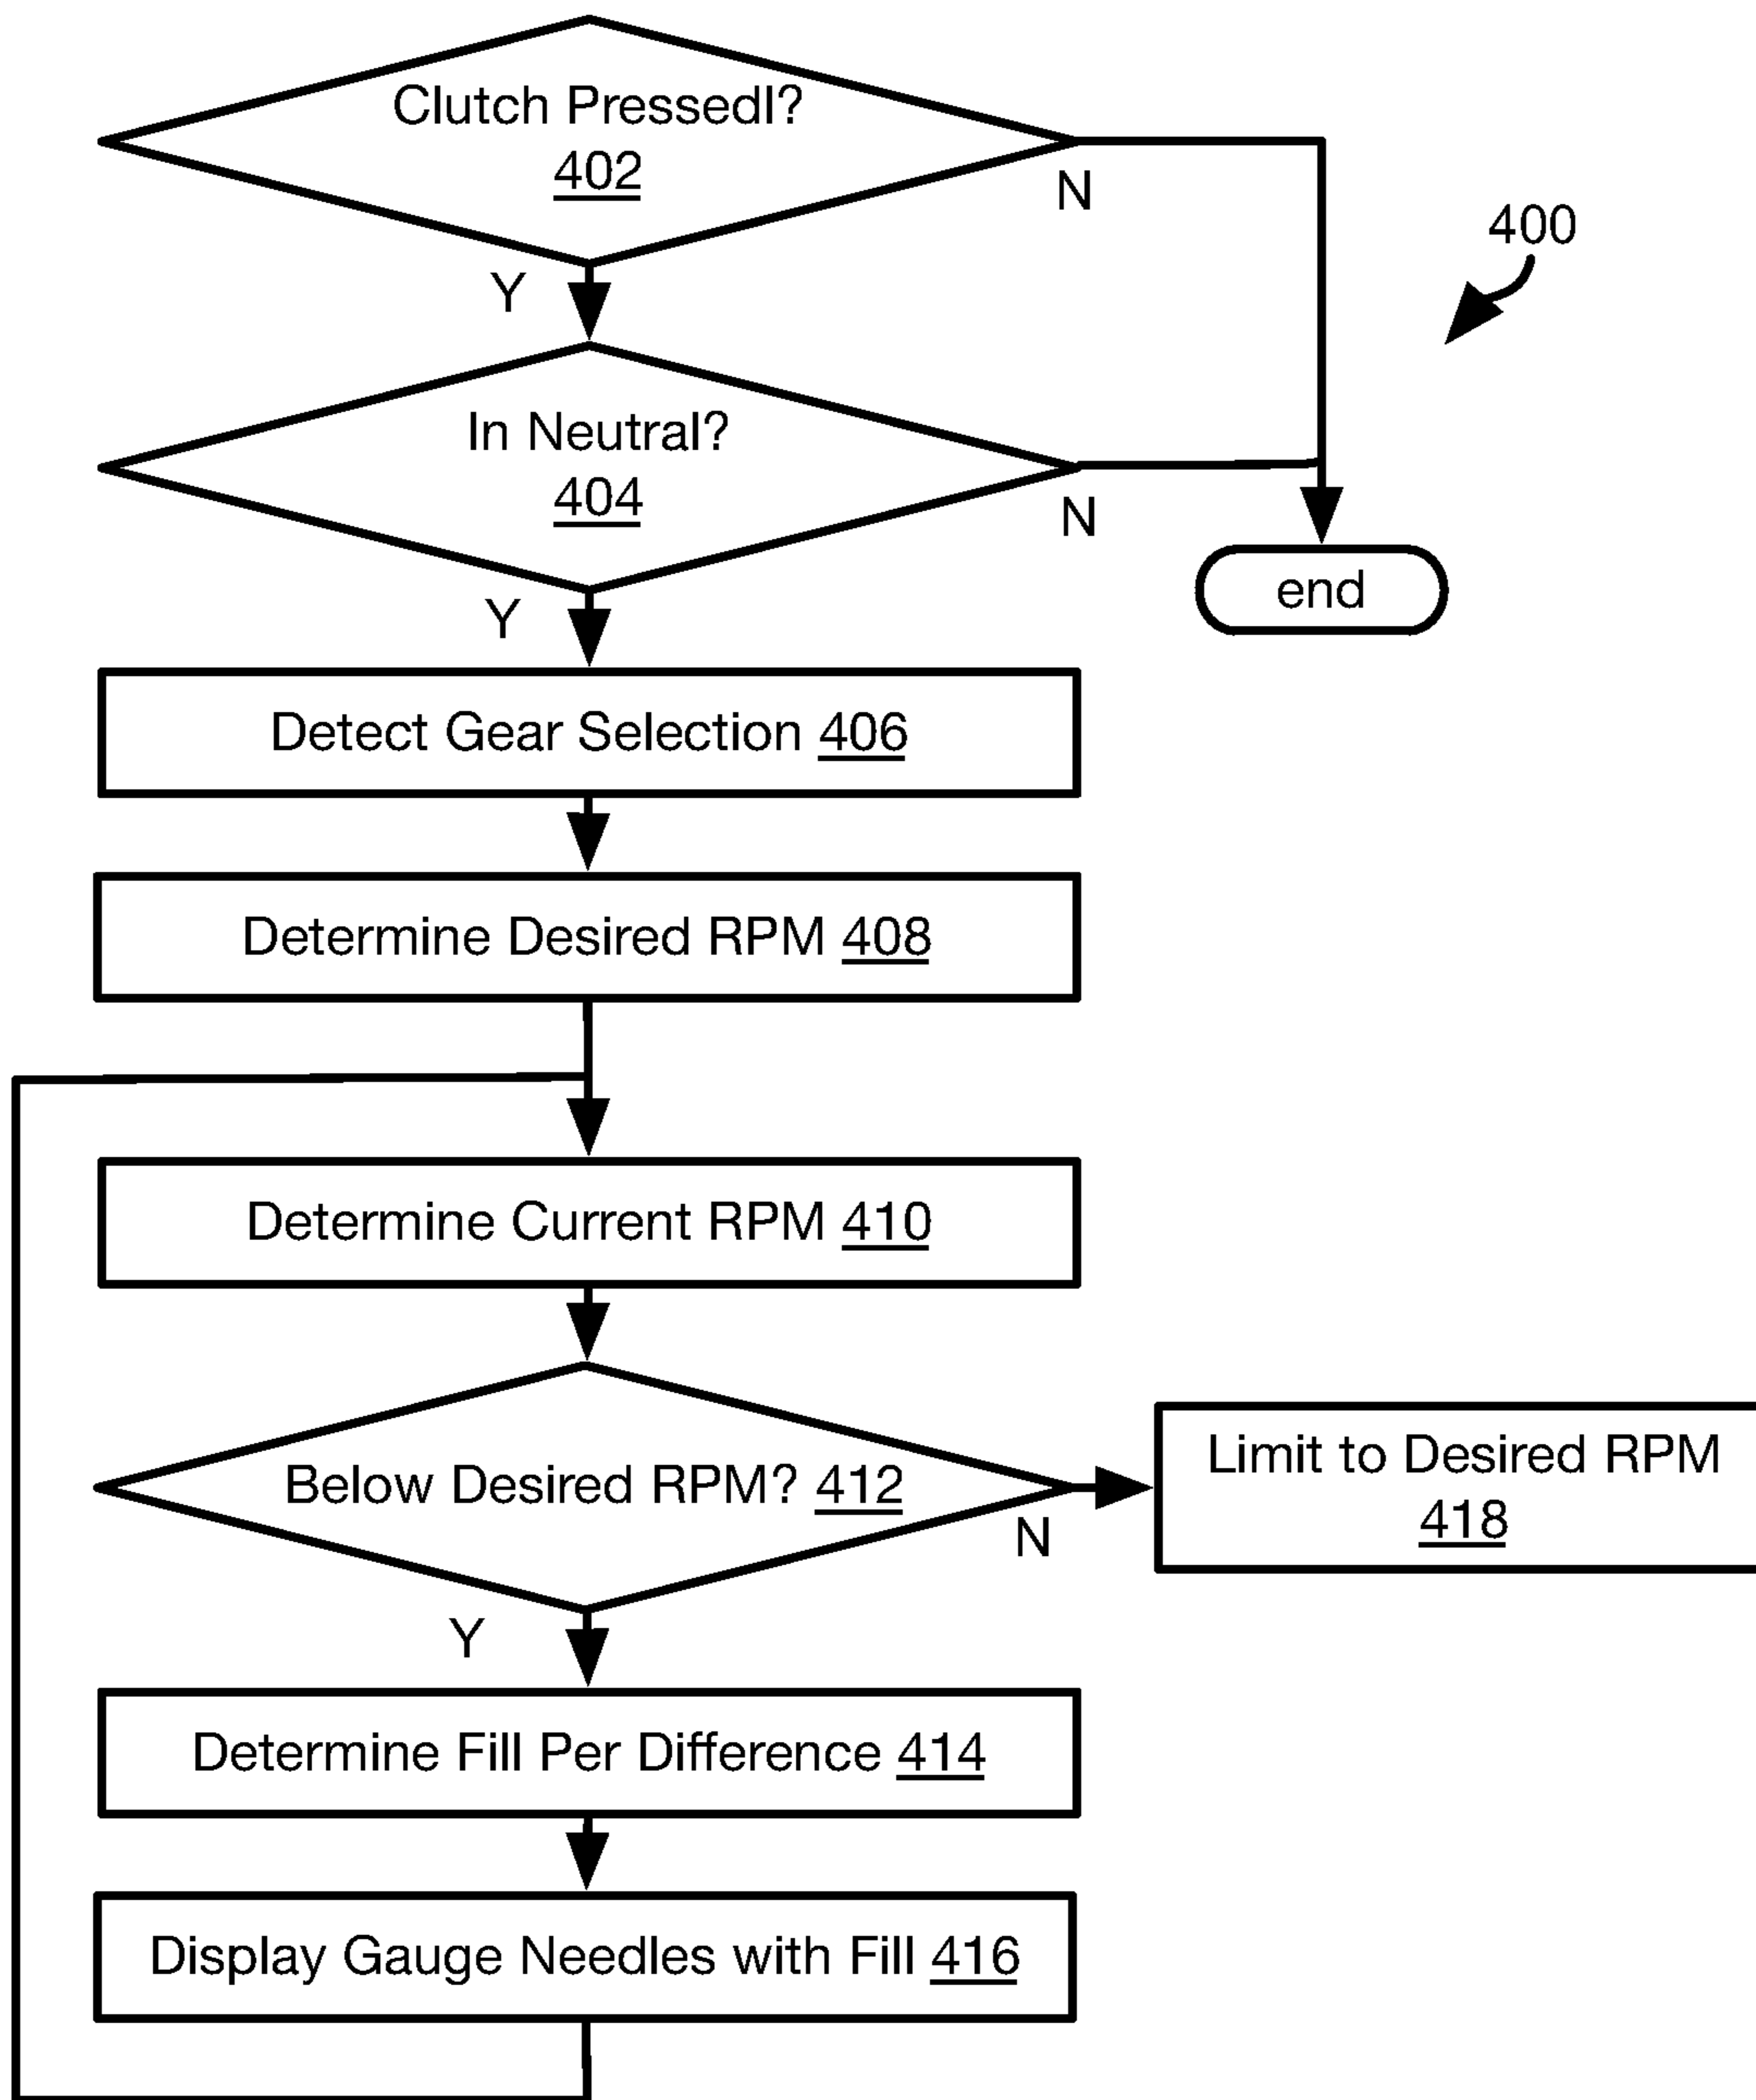 Clutch Pressedl?
402
N
400
Y
In Neutral?
404
N
end
Y
Detect Gear Selection 406
Determine Desired RPM 408
Determine Current RPM 410
Below Desired RPM? 412
Limit to Desired RPM
418
N
Y
Determine Fill Per Difference 414
Display Gauge Needles with Fill 416